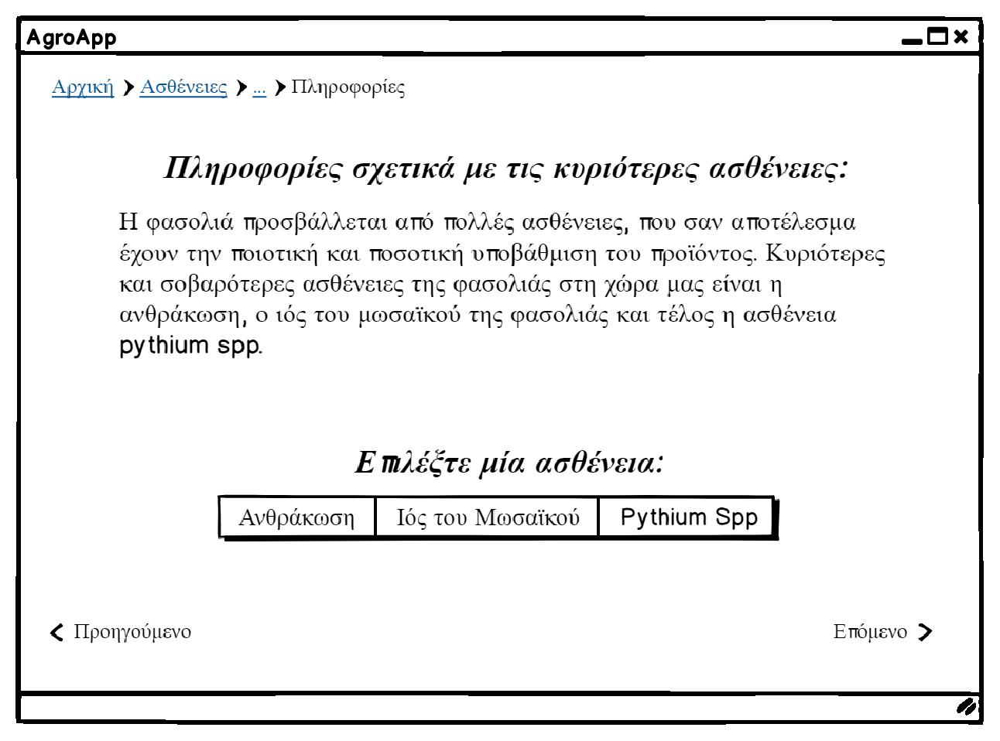 AgroApp
Αρχική Ασθένειες ... Πληροφορίες
Πληροφορίες σχετικά με τις κυριότερες ασθένειες:
Η φασολιά προσβάλλεται από πολλές ασθένειες, που σαν αποτέλεσμα
έχουν την ποιοτική και ποσοτική υποβάθμιση του προϊόντος. Κυριότερες
και σοβαρότερες ασθένειες της φασολιάς στη χώρα μας είναι η
ανθράκωση, ο ιός του μωσαϊκού της φασολιάς και τέλος η ασθένεια
pythium spp.
Επιλέξτε μία ασθένεια:
Ανθράκωση Ιός του Μωσαϊκού Pythium Spp
Προηγούμενο Επόμενο